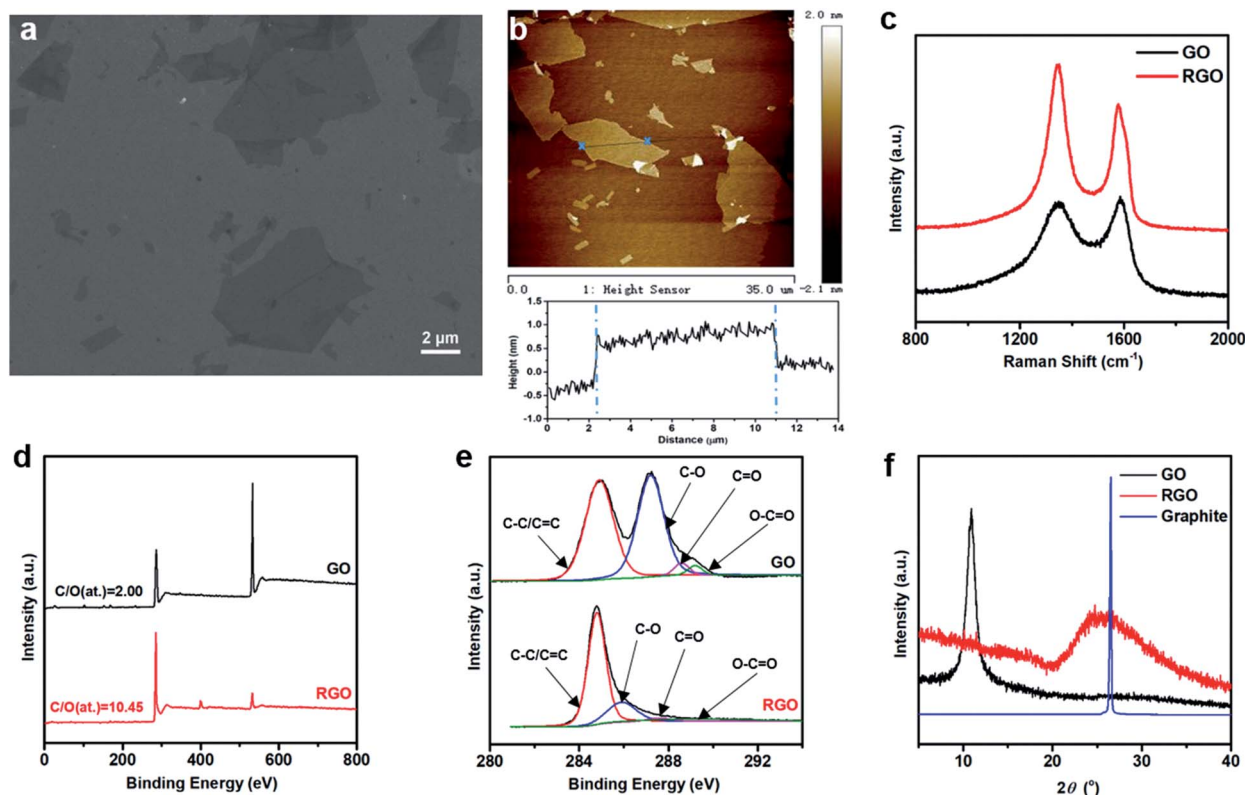 a
2 μm
b
2.0 nm
-2.1 nm
0.0 1: Height Sensor 35.0 um
1.5
1.0
0.5
0.0
-0.5
-1.0
Height (nm)
0 2 4 6 8 10 12 14
Distance (μm)
c
GO
RGO
Intensity (a.u.)
800 1200 1600 2000
Raman Shift (cm-1)
d
GO
C/O(at.)=2.00
RGO
C/O(at.)=10.45
Intensity (a.u.)
0 200 400 600 800
Binding Energy (eV)
e
C-O
C=O
O-C=O
C-C/C=C
GO
C-O
C=O
C-C/C=C
O-C=O
RGO
Intensity (a.u.)
280 284 288 292
Binding Energy (eV)
f
GO
RGO
Graphite
Intensity (a.u.)
10 20 30 40
2θ (°)